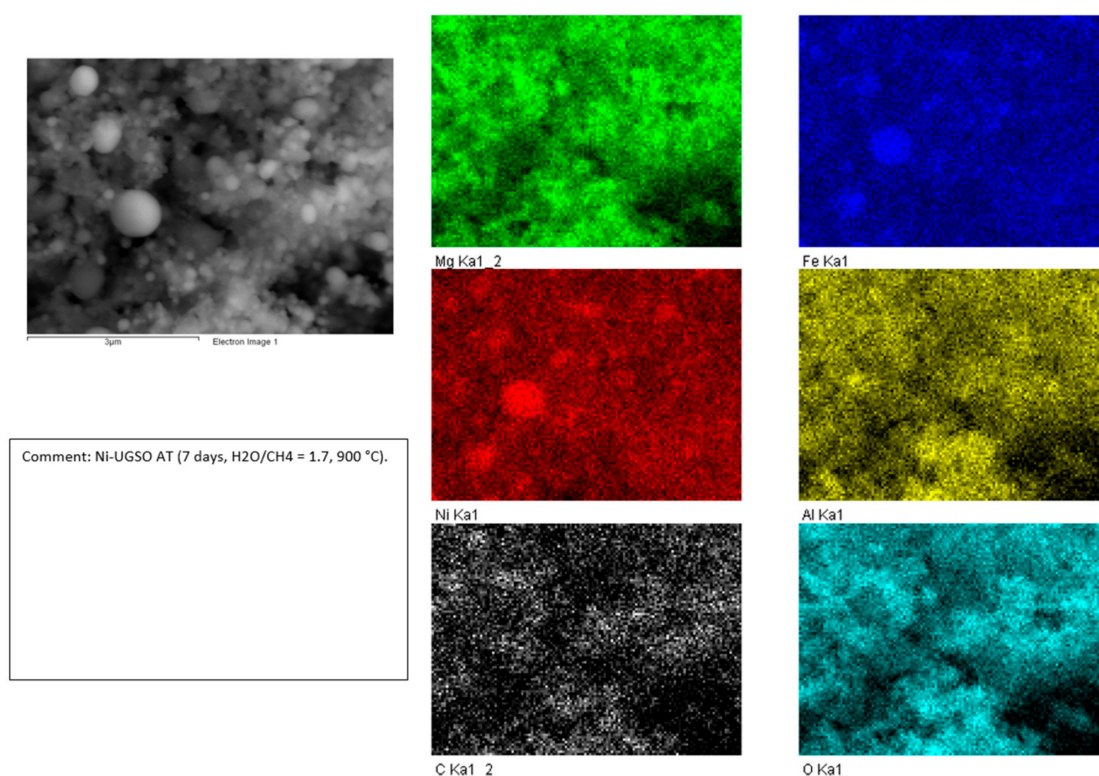 3µm
Electron Image 1
Comment: Ni-UGSO AT (7 days, H2O/CH4 = 1.7, 900 °C).
Mg Ka1_2
Fe Ka1
Ni Ka1
Al Ka1
C Ka1_2
O Ka1